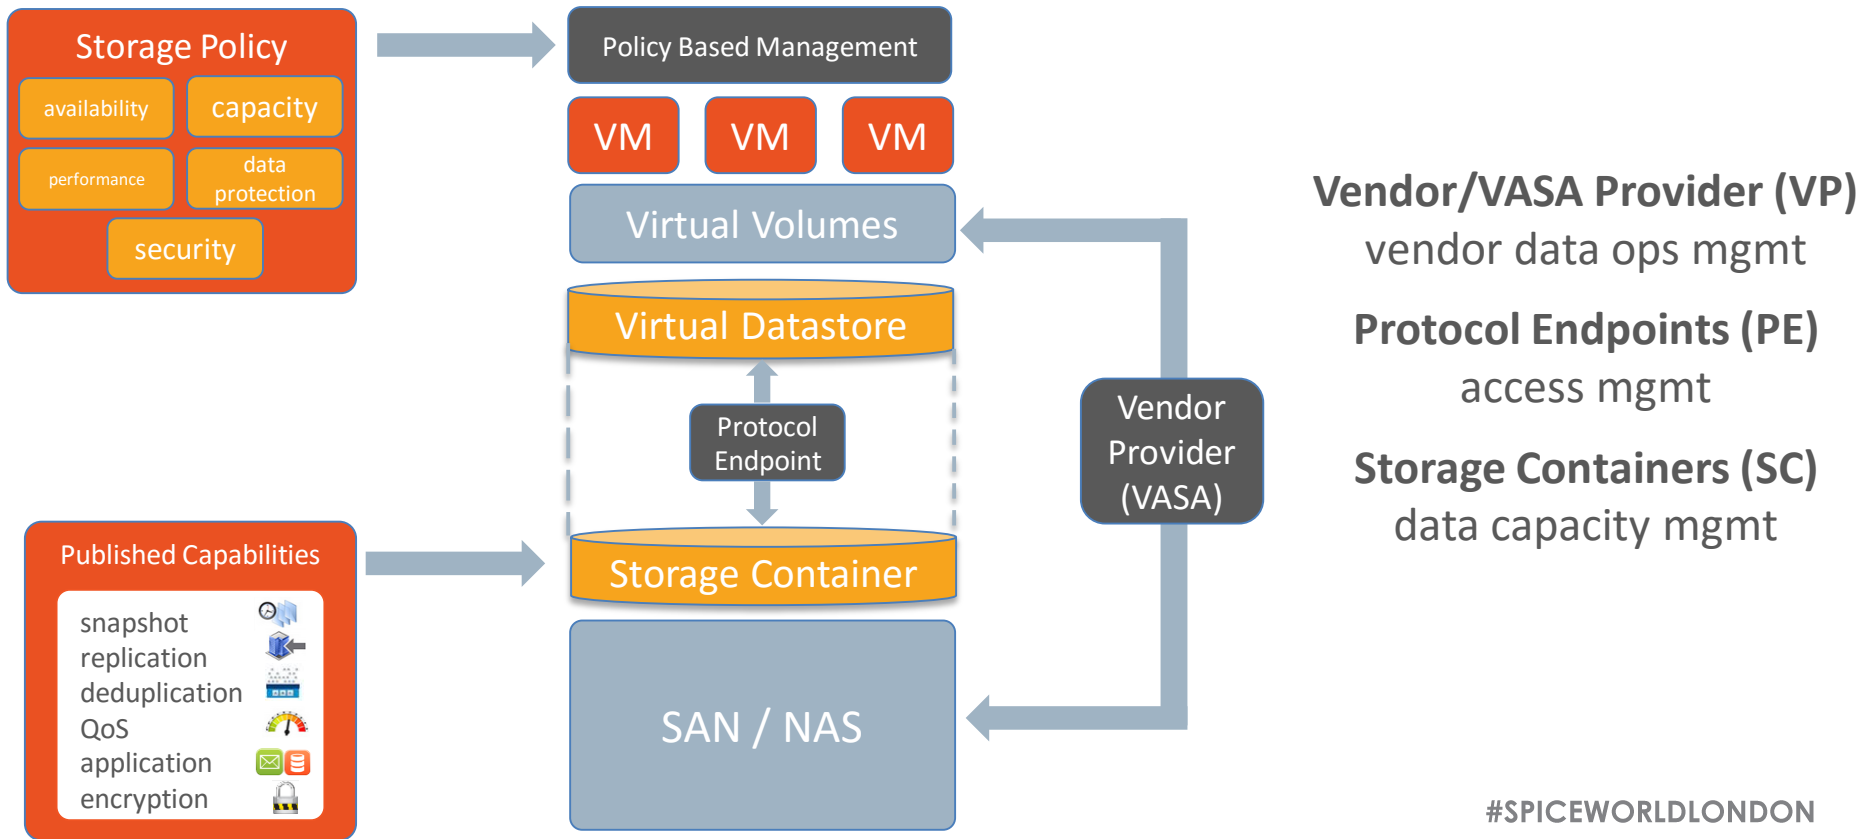 Storage Policy
availability
capacity
performance
data
protection
security
Policy Based Management
VM
VM
VM
Virtual Volumes
Virtual Datastore
Protocol
Endpoint
Storage Container
SAN / NAS
Published Capabilities
snapshot
replication
deduplication
QoS
application
encryption
Vendor
Provider
(VASA)
Vendor/VASA Provider (VP)
vendor data ops mgmt
Protocol Endpoints (PE)
access mgmt
Storage Containers (SC)
data capacity mgmt
#SPICEWORLDLONDON